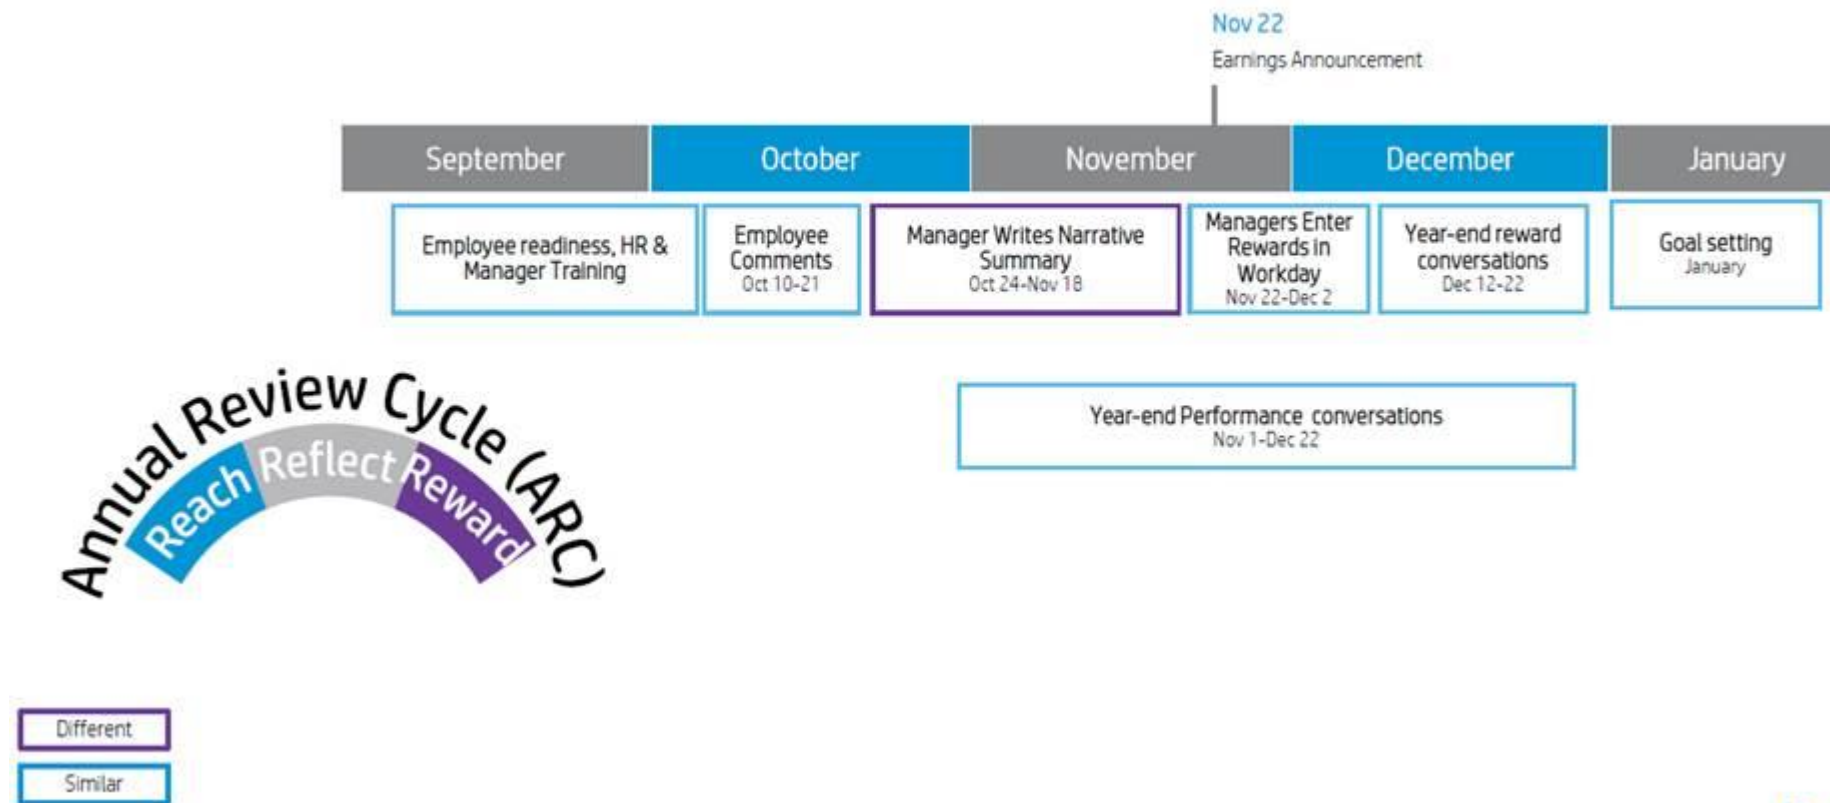 Nov 22
Earnings Announcement
September
October
November
December
January
Employee readiness, HR &
Manager Training
Employee
Comments
Oct 10-21
Manager Writes Narrative
Summary
Oct 24-Nov 18
Managers Enter
Rewards in
Workday
Nov 22-Dec 2
Year-end reward
conversations
Dec 12-22
Goal setting
January
Year-end Performance conversations
Nov 1-Dec 22
Annual Review Cycle (ARC)
Reach
Reflect
Reward
Different
Similar